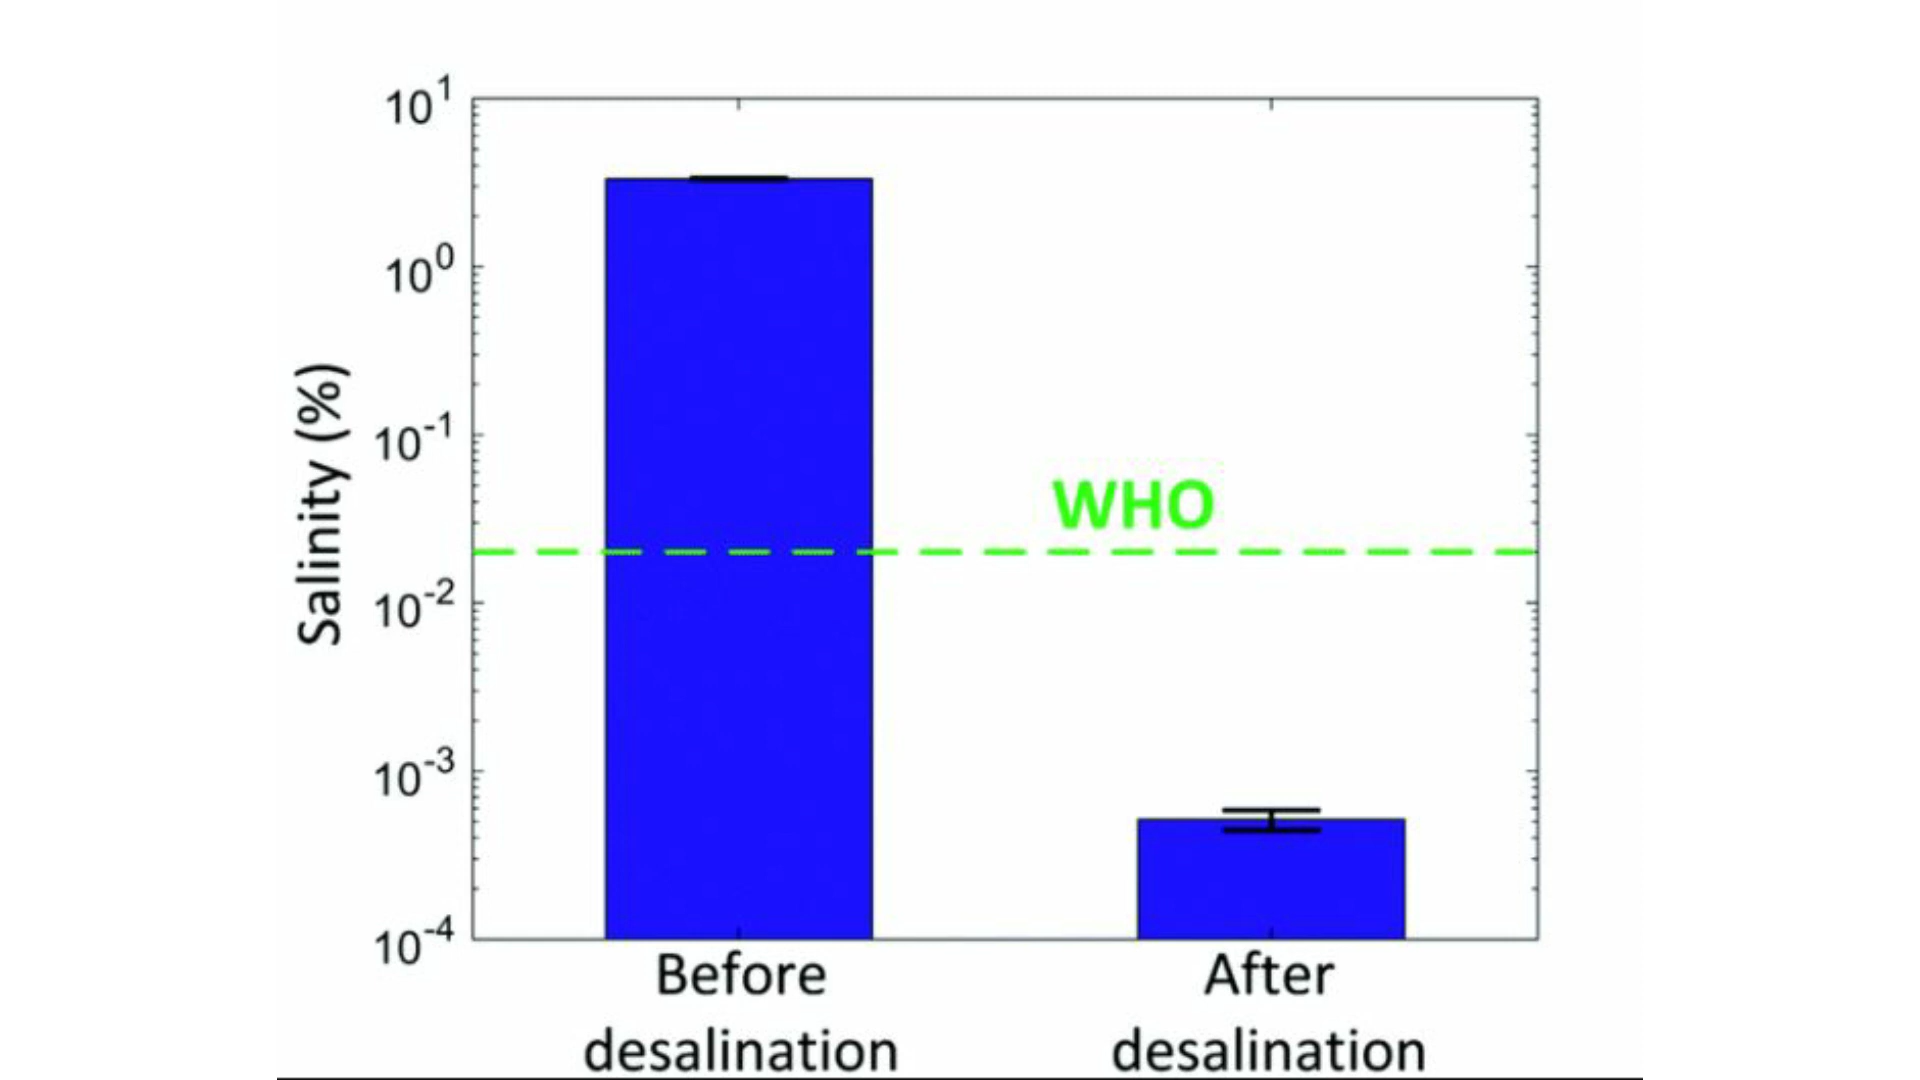 10^1
10^0
10^-1
10^-2
10^-3
10^-4
Salinity (%)
WHO
Before
desalination
After
desalination